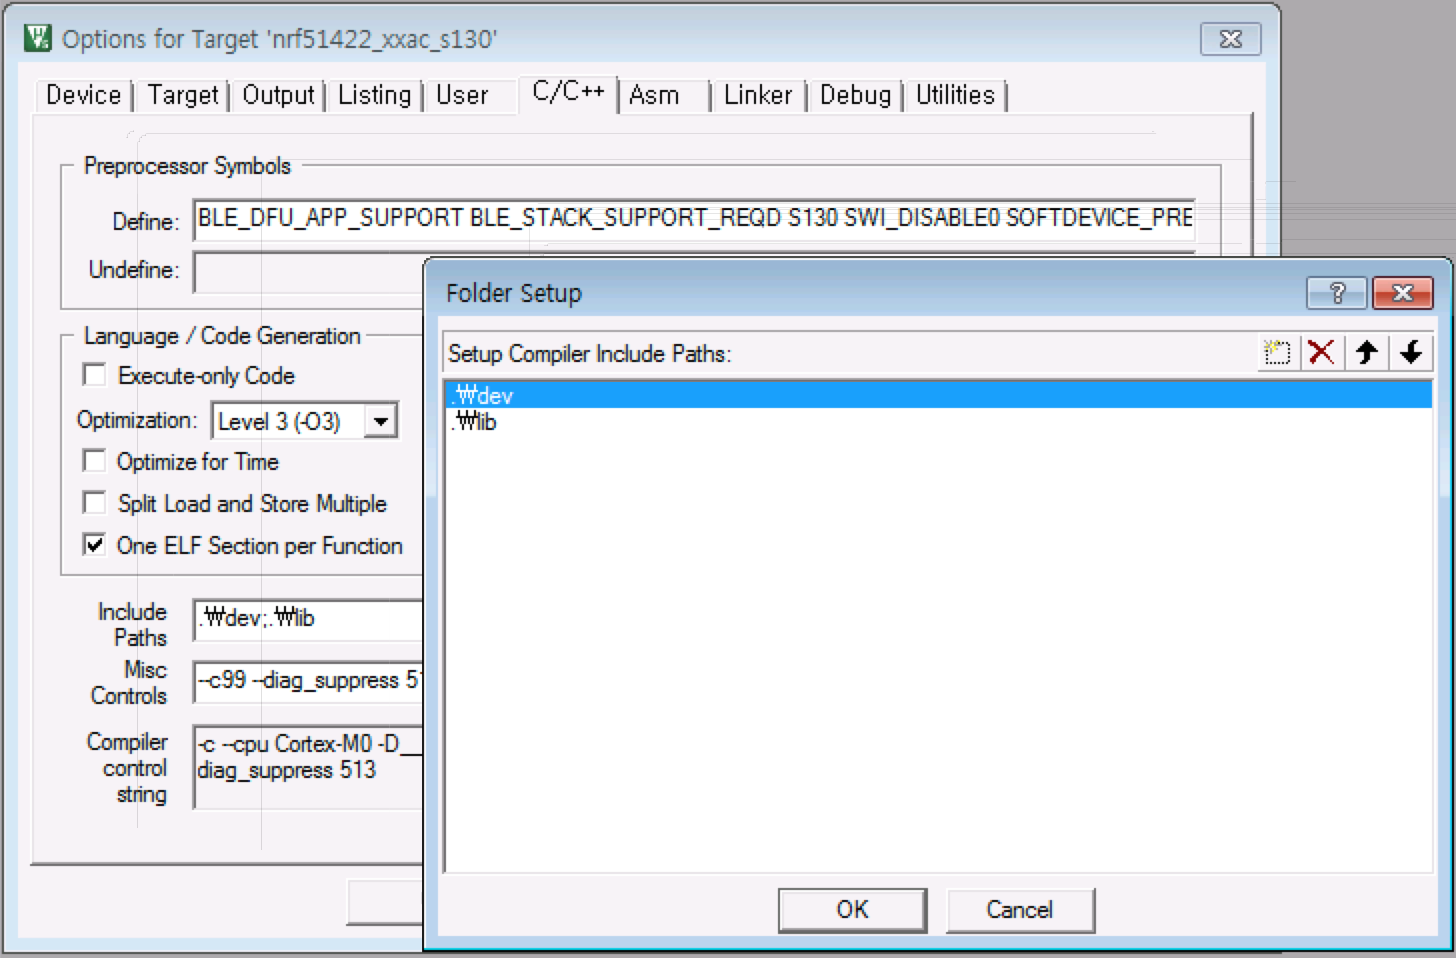 Options for Target 'nrf51422_xxac_s130'
Device Target Output Listing User C/C++ Asm Linker Debug Utilities
Preprocessor Symbols
Define: BLE_DFU_APP_SUPPORT BLE_STACK_SUPPORT_REQD S130 SWI_DISABLE0 SOFTDEVICE_PRE
Undefine:
Language / Code Generation
Execute-only Code
Optimization: Level 3 (-O3)
Optimize for Time
Split Load and Store Multiple
One ELF Section per Function
Include
Paths
.₩dev;.₩lib
Misc
Controls
--c99 --diag_suppress 51
Compiler
control
string
-c --cpu Cortex-M0 -D__
diag_suppress 513
Folder Setup
Setup Compiler Include Paths:
.₩dev
.₩lib
OK Cancel